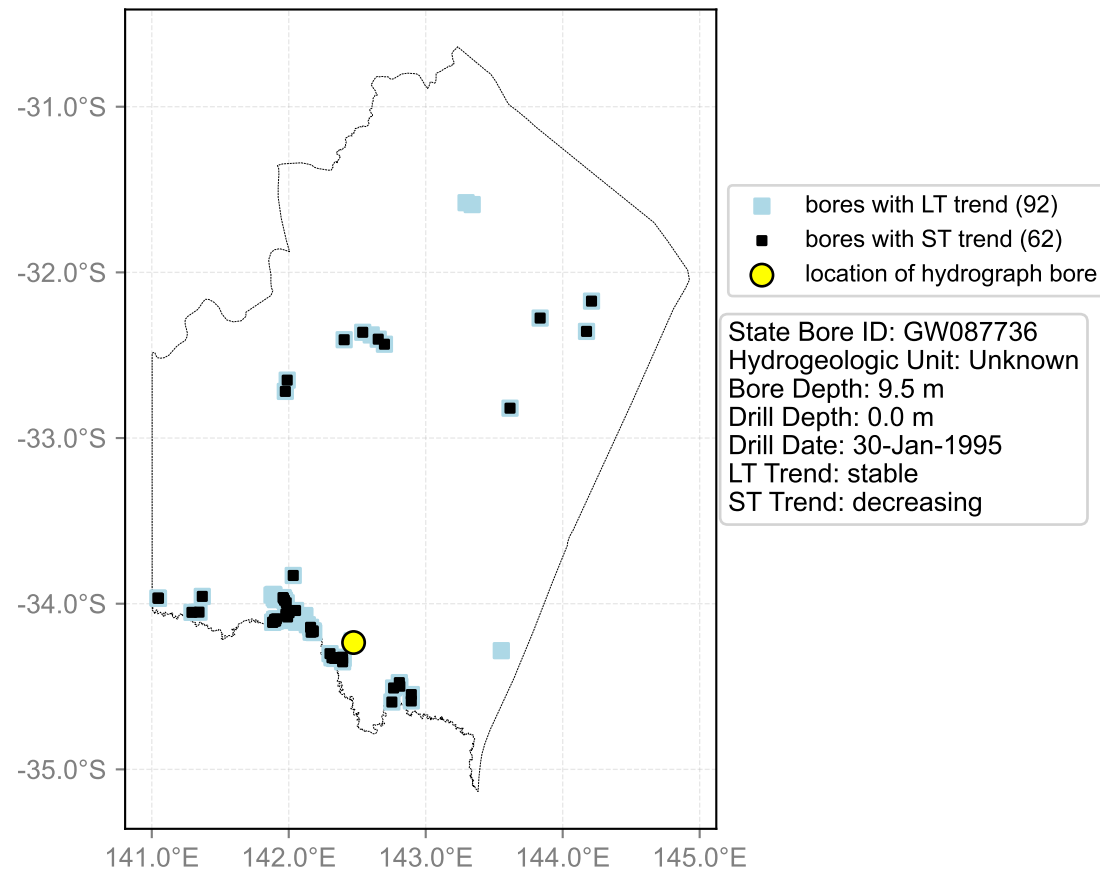 -31.0°S
-32.0°S
-33.0°S
-34.0°S
-35.0°S
141.0°E 142.0°E 143.0°E 144.0°E 145.0°E
bores with LT trend (92)
bores with ST trend (62)
location of hydrograph bore
State Bore ID: GW087736
Hydrogeologic Unit: Unknown
Bore Depth: 9.5 m
Drill Depth: 0.0 m
Drill Date: 30-Jan-1995
LT Trend: stable
ST Trend: decreasing